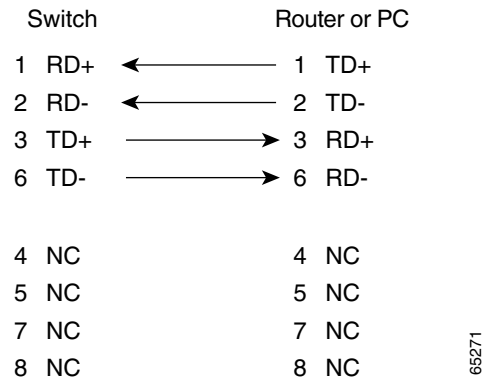 Switch Router or PC
1 RD+ 1 TD+
2 RD- 2 TD-
3 TD+ 3 RD+
6 TD- 6 RD-
4 NC 4 NC
5 NC 5 NC
7 NC 7 NC
8 NC 8 NC
65271